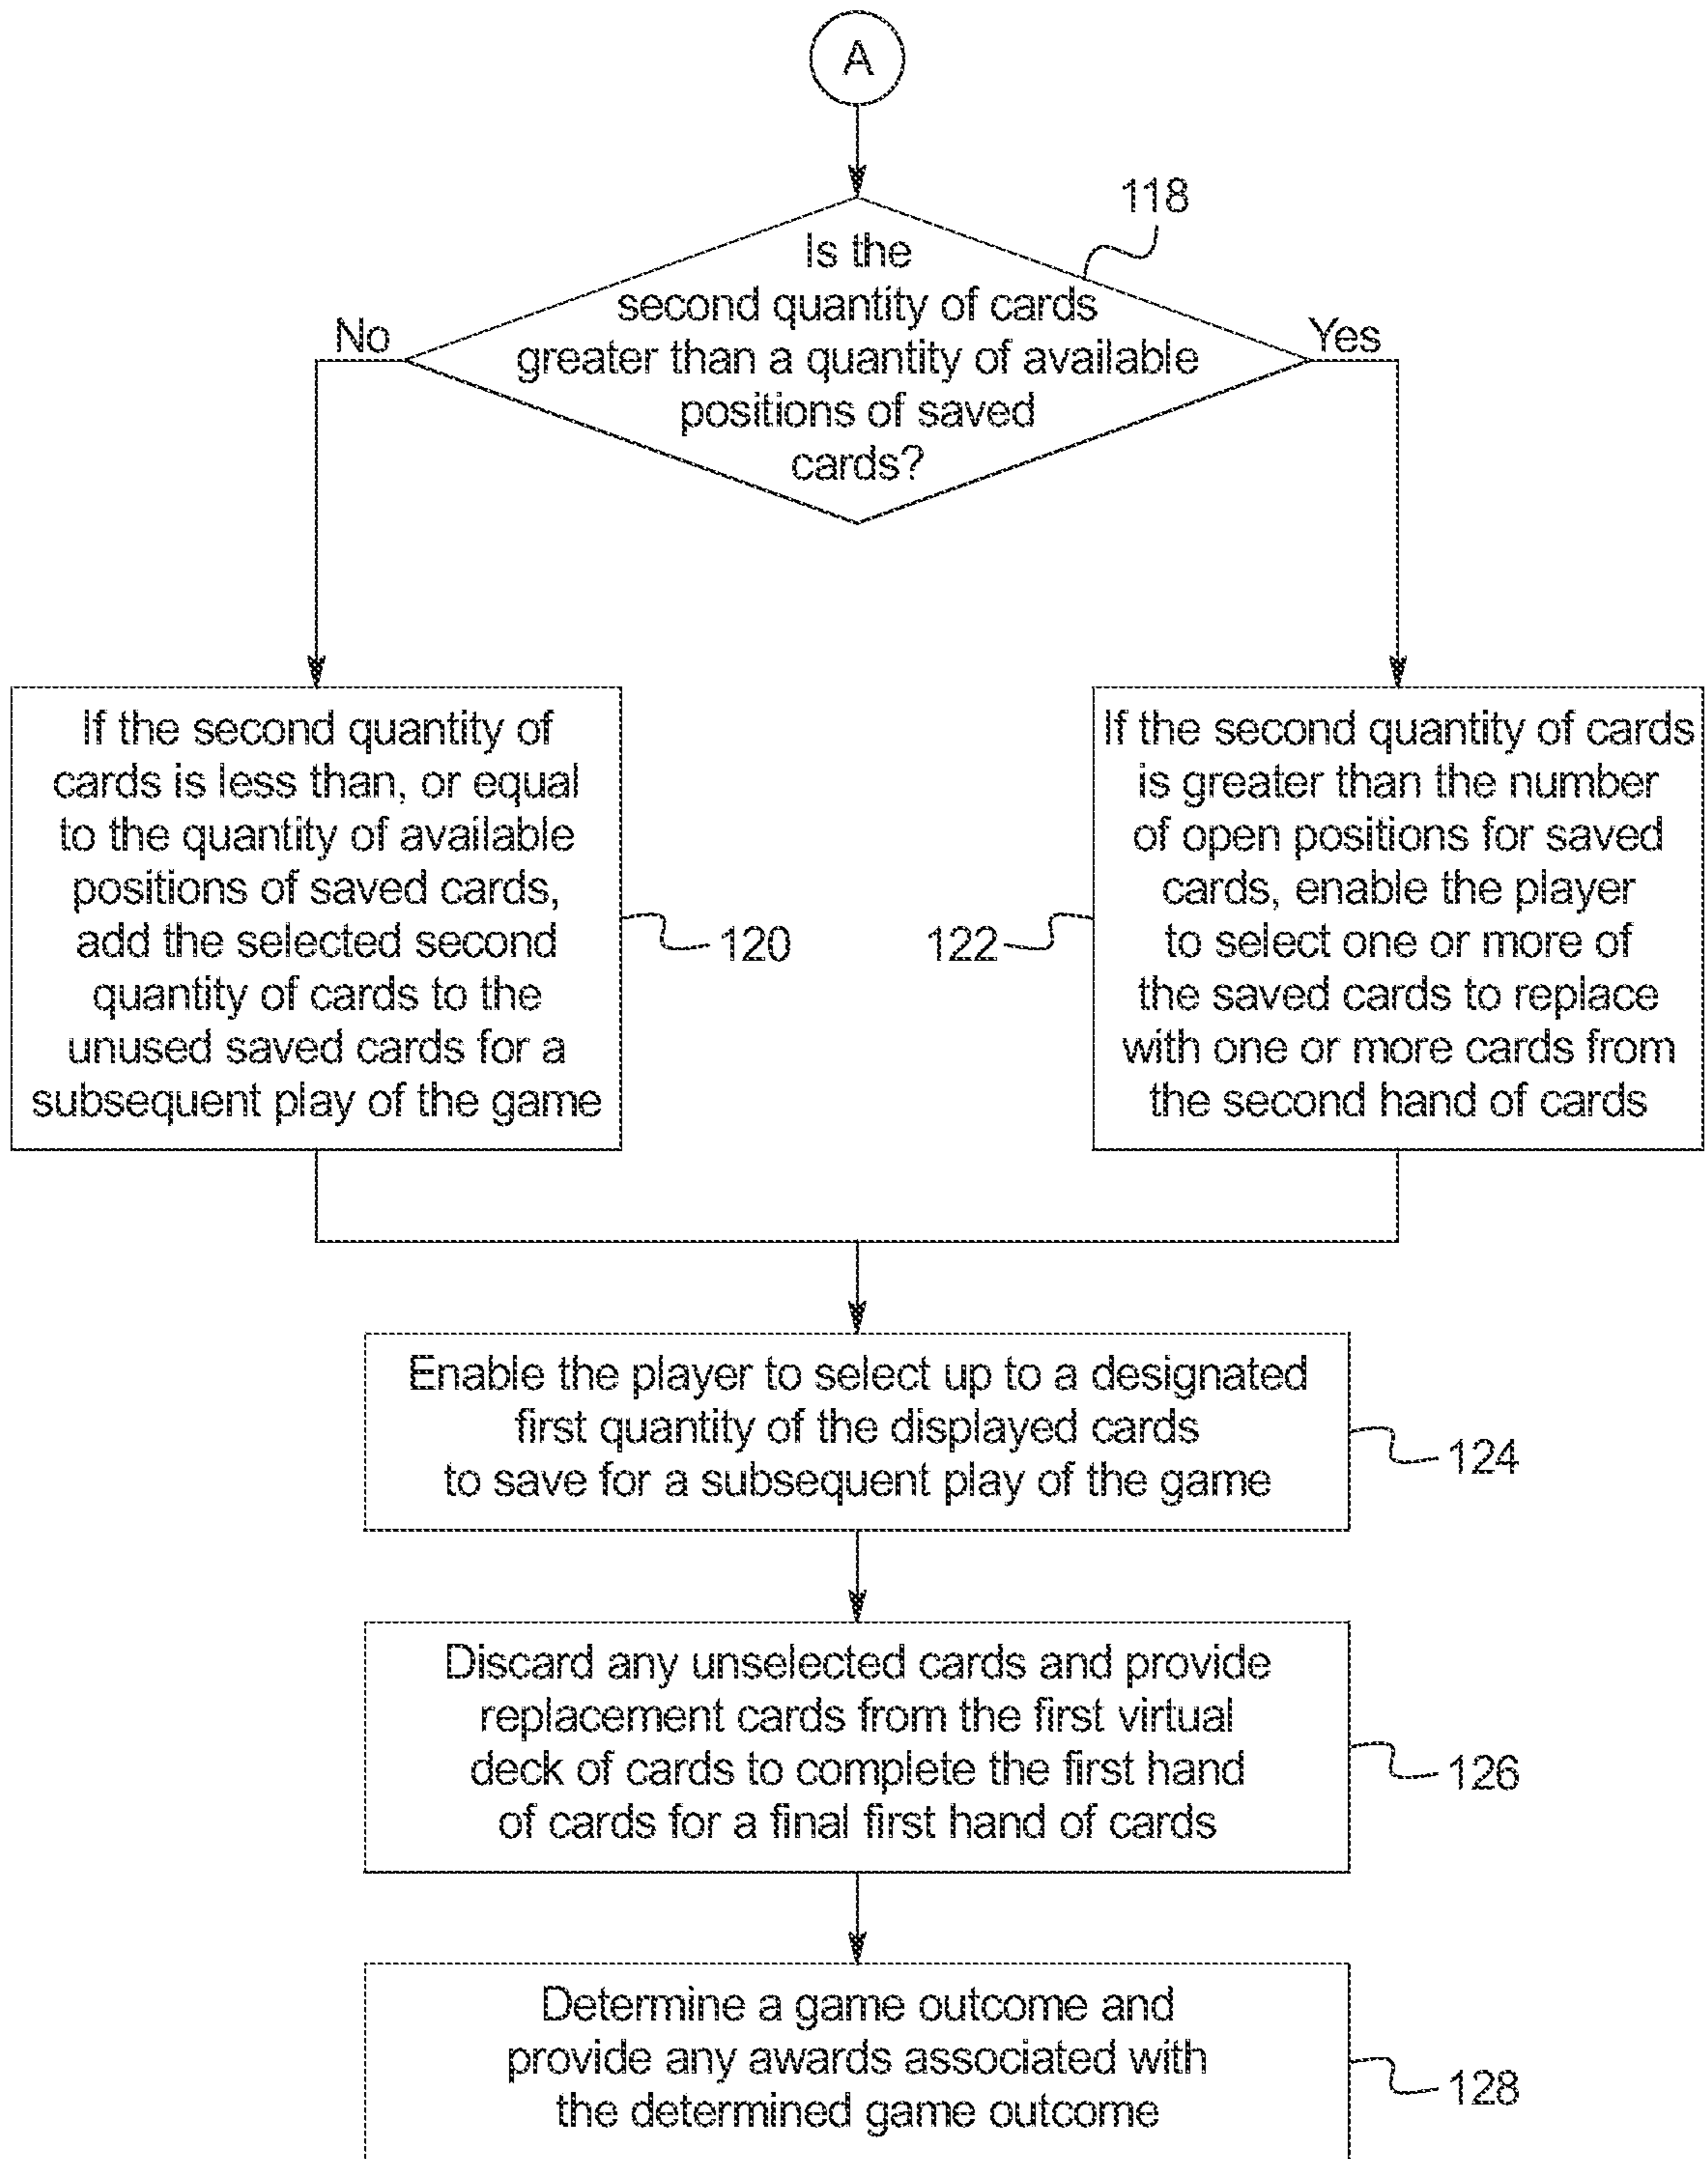 A
118
Is the
second quantity of cards
greater than a quantity of available
positions of saved
cards?
No
Yes
If the second quantity of
cards is less than, or equal
to the quantity of available
positions of saved cards,
add the selected second
quantity of cards to the
unused saved cards for a
subsequent play of the game
120
122
If the second quantity of cards
is greater than the number
of open positions for saved
cards, enable the player
to select one or more of
the saved cards to replace
with one or more cards from
the second hand of cards
Enable the player to select up to a designated
first quantity of the displayed cards
to save for a subsequent play of the game
124
Discard any unselected cards and provide
replacement cards from the first virtual
deck of cards to complete the first hand
of cards for a final first hand of cards
126
Determine a game outcome and
provide any awards associated with
the determined game outcome
128